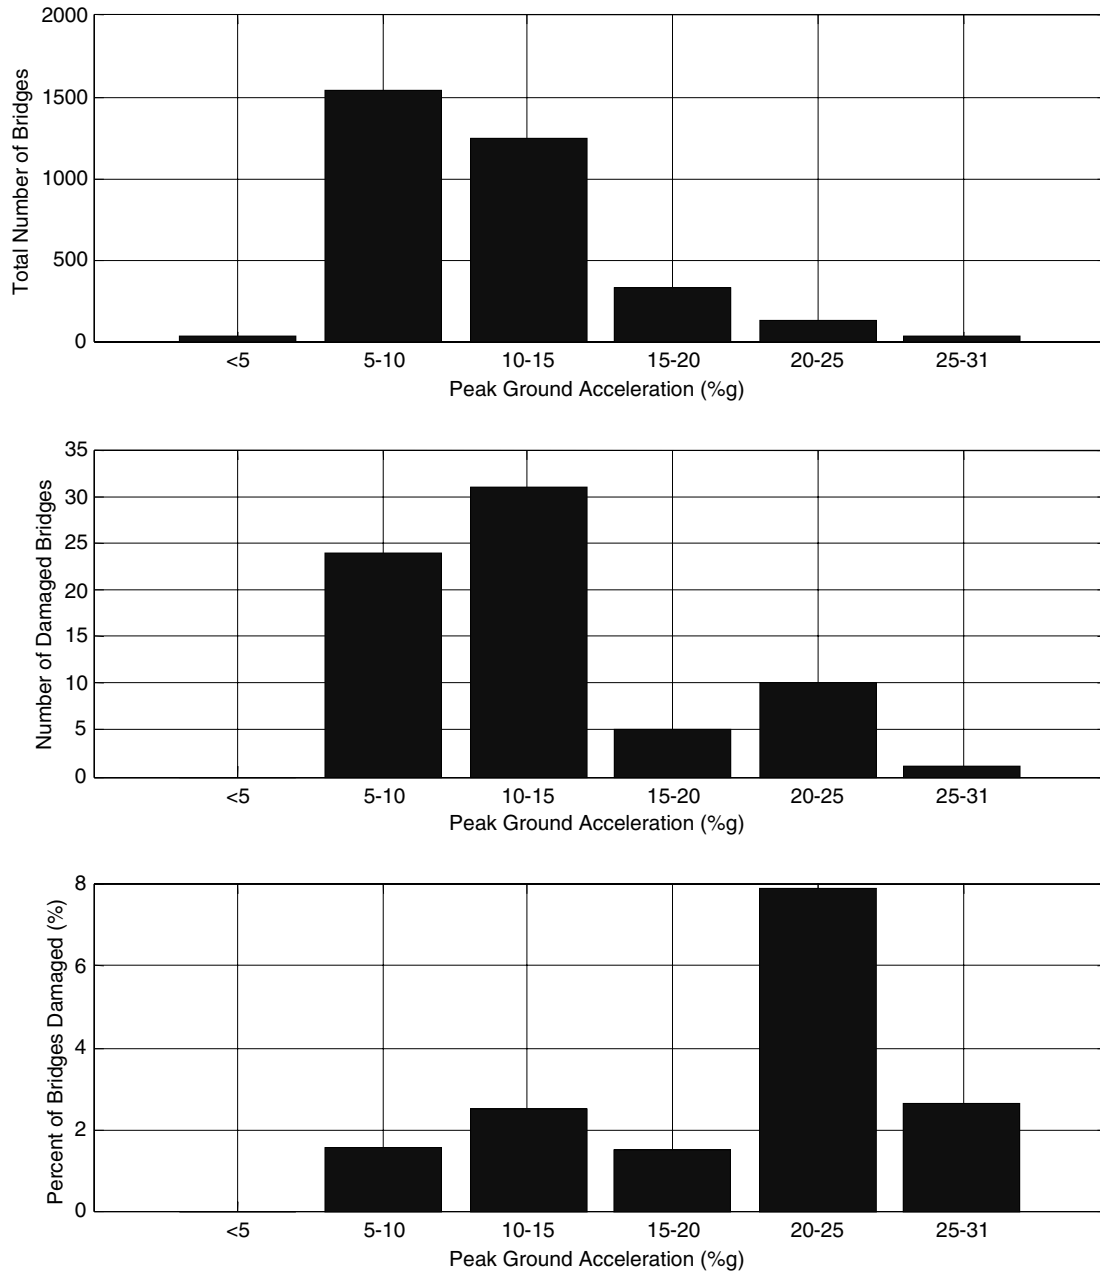 2000
1500
1000
500
0
Total Number of Bridges
<5 5-10 10-15 15-20 20-25 25-31
Peak Ground Acceleration (%g)
35
30
25
20
15
10
5
0
Number of Damaged Bridges
<5 5-10 10-15 15-20 20-25 25-31
Peak Ground Acceleration (%g)
8
6
4
2
0
Percent of Bridges Damaged (%)
<5 5-10 10-15 15-20 20-25 25-31
Peak Ground Acceleration (%g)